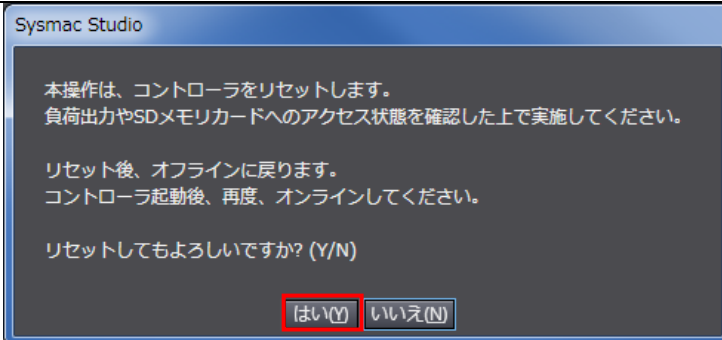 Sysmac Studio
本操作は、コントローラをリセットします。
負荷出力やSDメモリカードへのアクセス状態を確認した上で実施してください。
リセット後、オフラインに戻ります。
コントローラ起動後、再度、オンラインしてください。
リセットしてもよろしいですか? (Y/N)
はい(Y) いいえ(N)